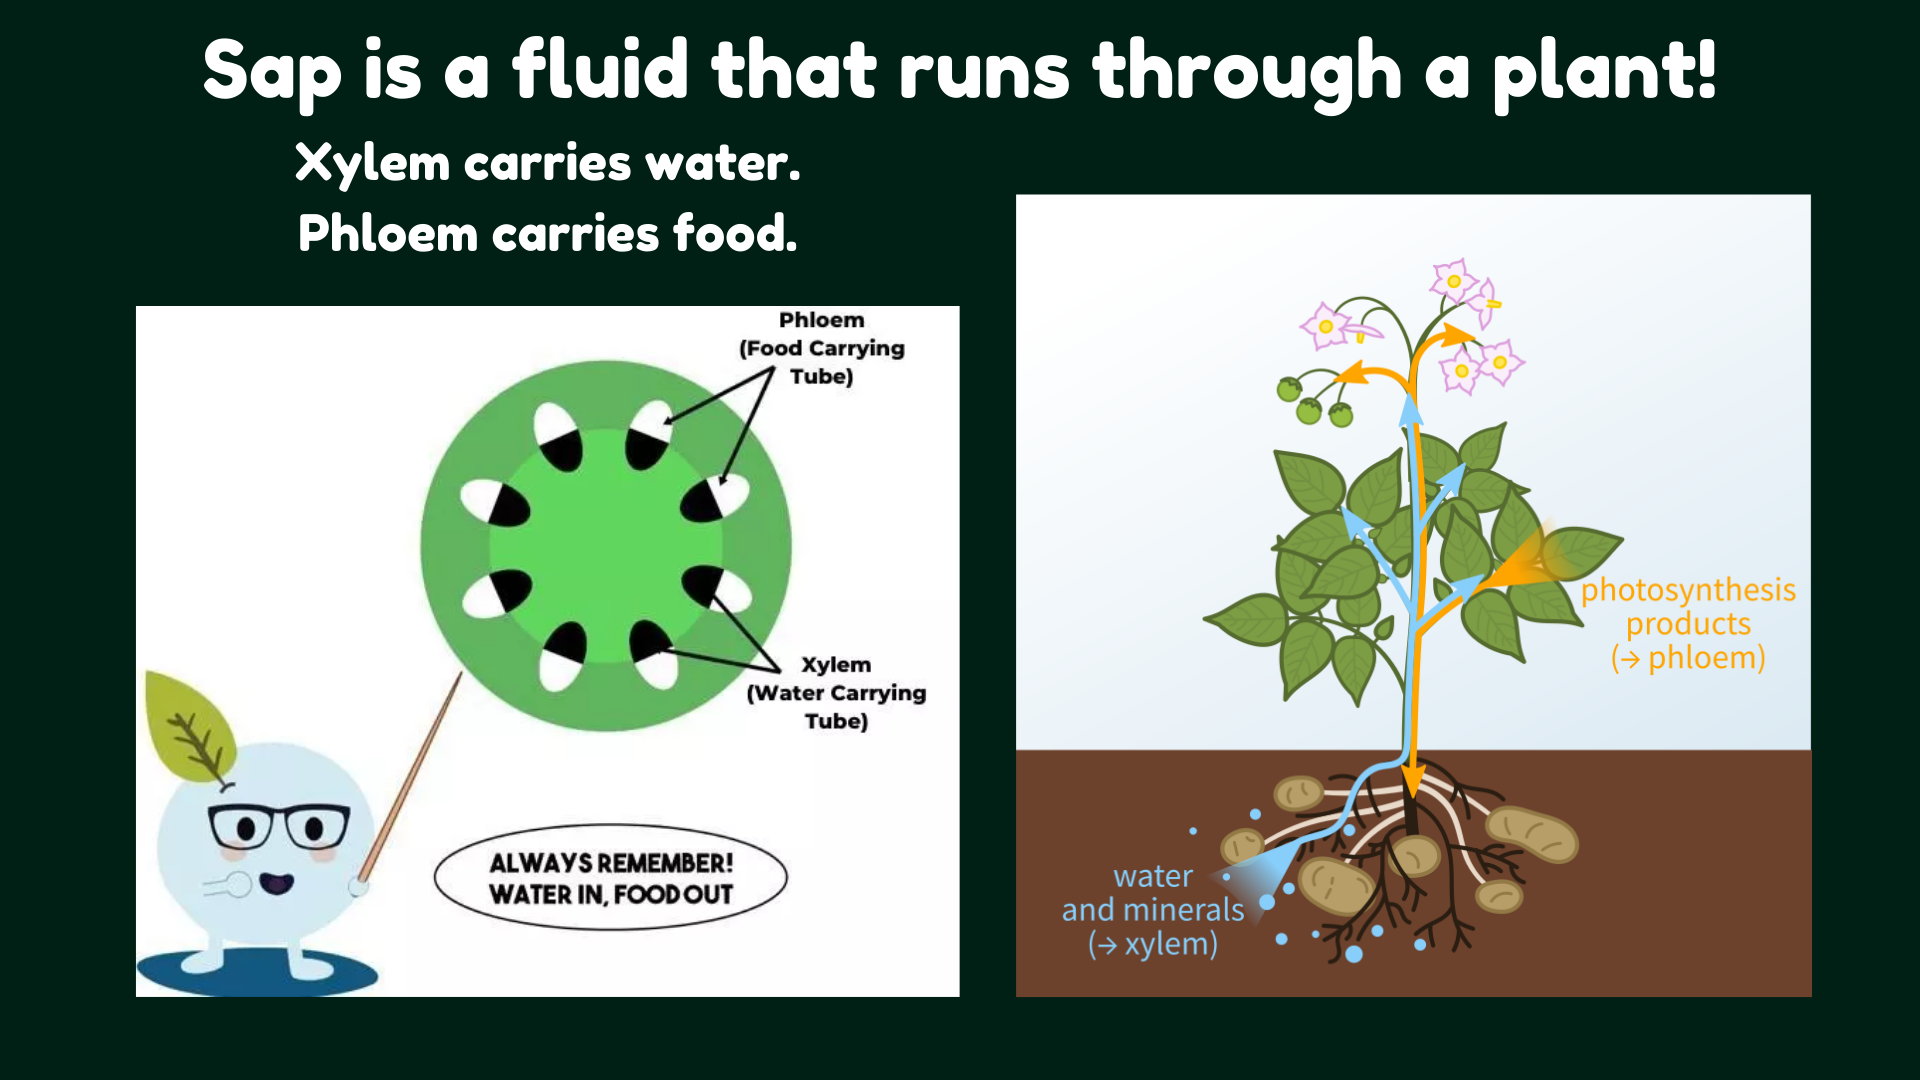 Sap is a fluid that runs through a plant!
Xylem carries water.
Phloem carries food.
Phloem
(Food Carrying
Tube)
Xylem
(Water Carrying
Tube)
ALWAYS REMEMBER!
WATER IN, FOOD OUT
photosynthesis
products
(→ phloem)
water
and minerals
(→ xylem)